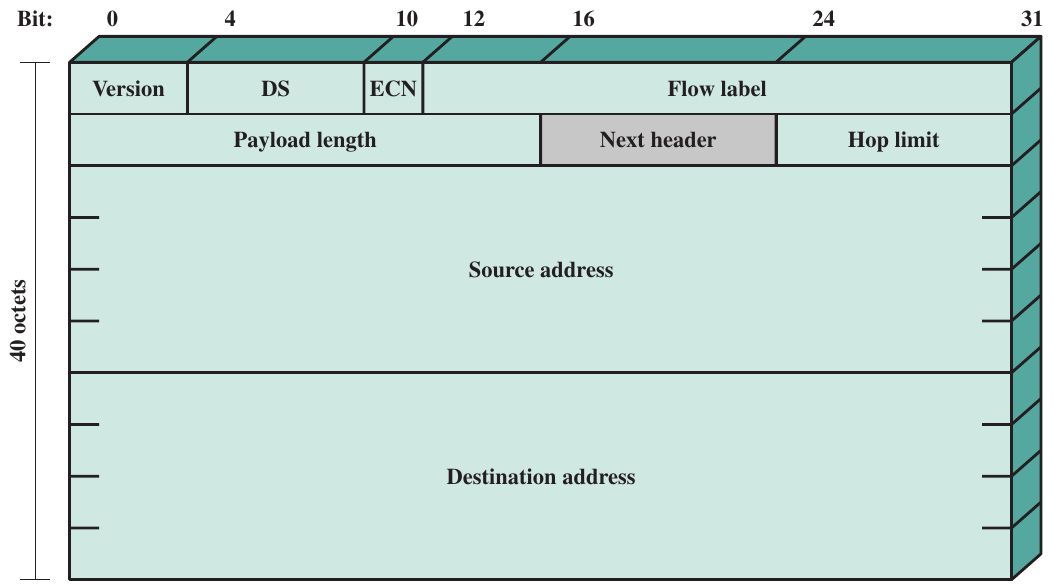 Bit: 0 4 10 12 16 24 31
Version DS ECN Flow label
Payload length Next header Hop limit
Source address
40 octets
Destination address